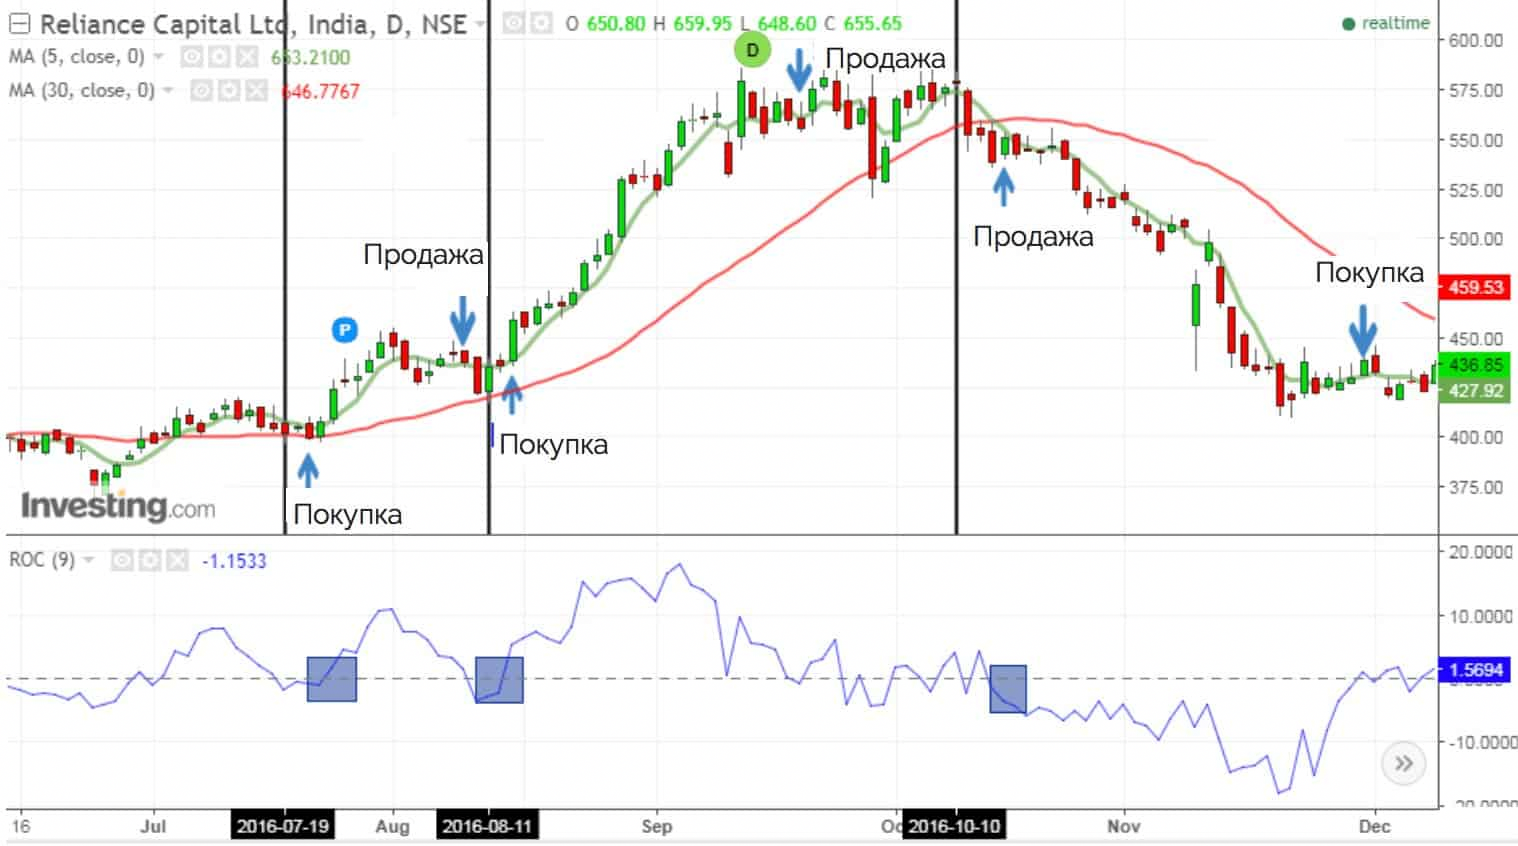 Reliance Capital Ltd, India, D, NSE O 650.80 H 659.95 L 648.60 C 655.65
realtime
MA (5, close, 0) 653.2100
MA (30, close, 0) 646.7767
D
Продажа
600.00
575.00
550.00
525.00
Продажа
500.00
Продажа
Покупка
459.53
P
450.00
436.85
427.92
400.00
Покупка
375.00
Investing.com
Покупка
ROC (9) -1.1533
20.0000
10.0000
1.5694
-10.0000
-20.0000
16 Jul 2016-07-19 Aug 2016-08-11 Sep 2016-10-10 Nov Dec